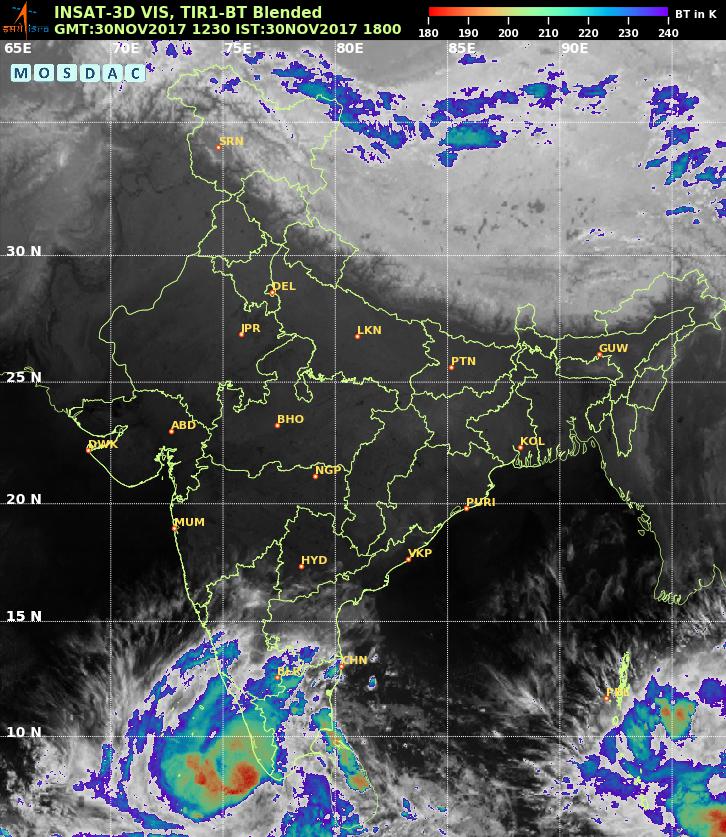 INSAT-3D VIS, TIR1-BT Blended
GMT:30NOV2017 1230 IST:30NOV2017 1800
BT in K
180 190 200 210 220 230 240
65E 70E 75E 80E 85E 90E
MOSDAC
SRN
30 N
DEL
JPR LKN
GUW
PTN
25 N
ABD BHO
DWK KOL
NGP
20 N PURI
MUM
VKP
HYD
15 N
CHN
BLR
PBL
10 N